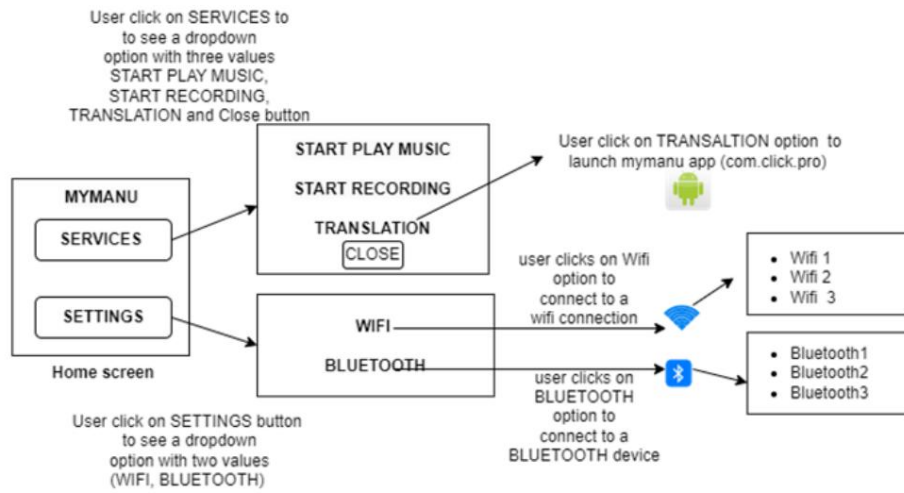 User click on SERVICES to
to see a dropdown
option with three values
START PLAY MUSIC,
START RECORDING,
TRANSLATION and Close button
START PLAY MUSIC
START RECORDING
TRANSLATION
CLOSE
User click on TRANSALTION option to
launch mymanu app (com.click.pro)
MYMANU
SERVICES
SETTINGS
Home screen
WIFI
BLUETOOTH
user clicks on Wifi
option to
connect to a
wifi connection
Wifi 1
Wifi 2
Wifi 3
user clicks on
BLUETOOTH
option to
connect to a
BLUETOOTH device
Bluetooth1
Bluetooth2
Bluetooth3
User click on SETTINGS button
to see a dropdown
option with two values
(WIFI, BLUETOOTH)